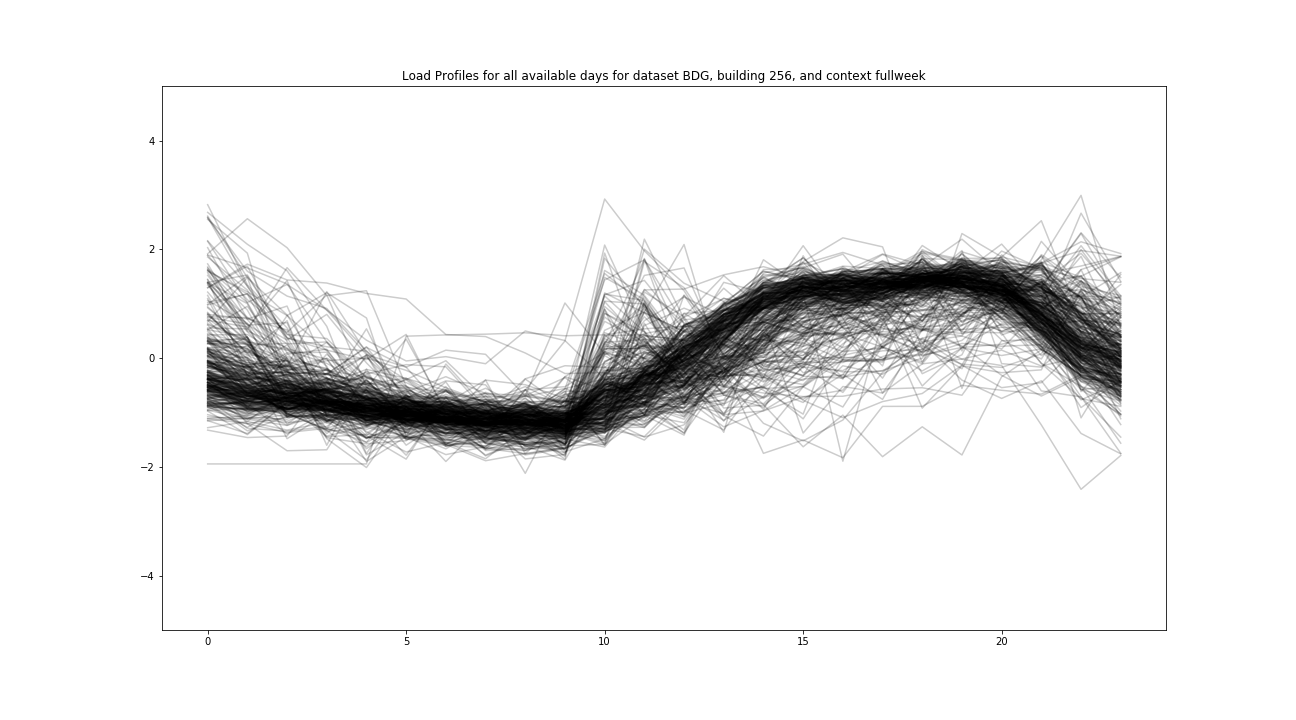 Load Profiles for all available days for dataset BDG, building 256, and context fullweek
4
2
0
−2
−4
0 5 10 15 20